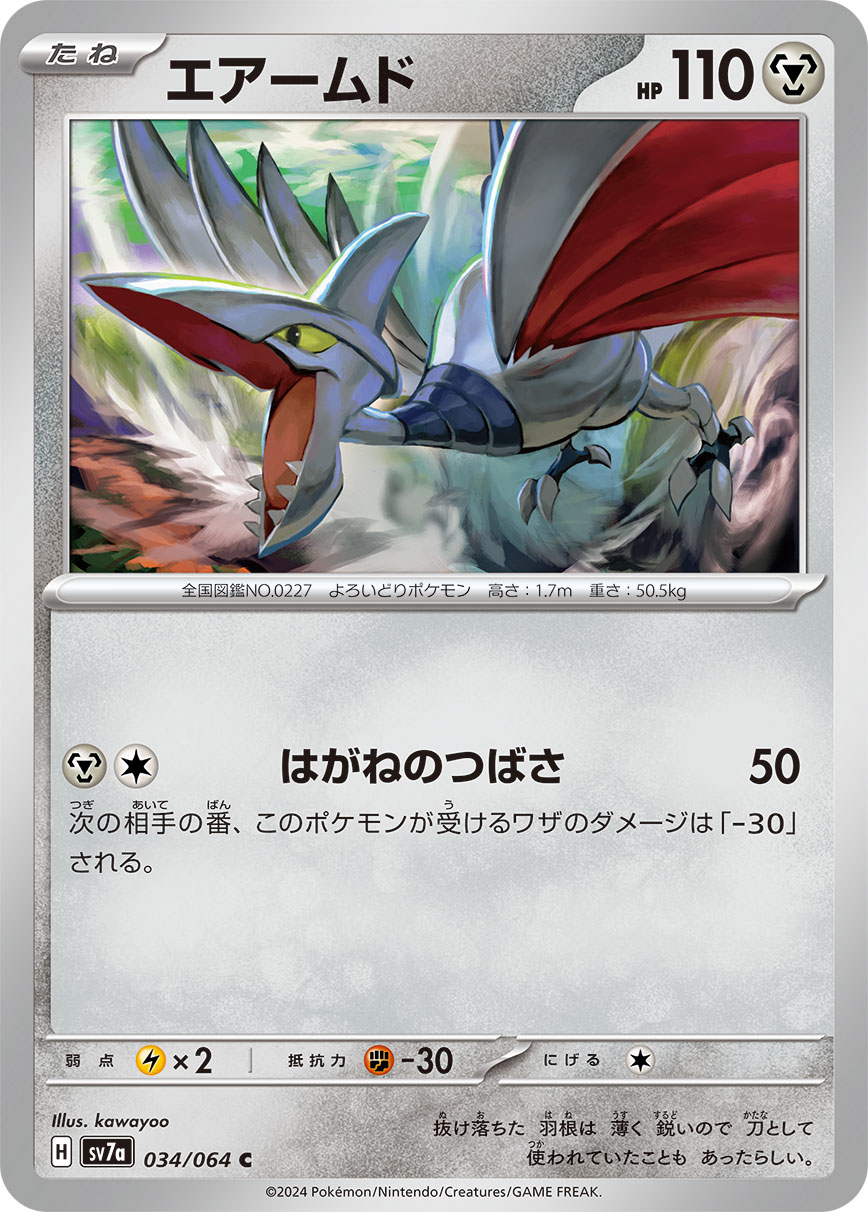 たね エアームド HP 110
全国図鑑NO.0227 よろいどりポケモン 高さ：1.7m 重さ：50.5kg
はがねのつばさ 50
次の相手の番、このポケモンが受けるワザのダメージは「-30」
される。
弱点 ×2 抵抗力 -30 にげる
Illus. kawayoo
抜け落ちた 羽根は 薄く 鋭いので 刀として
使われていたことも あったらしい。
H sv7a 034/064 C
©2024 Pokémon/Nintendo/Creatures/GAME FREAK.